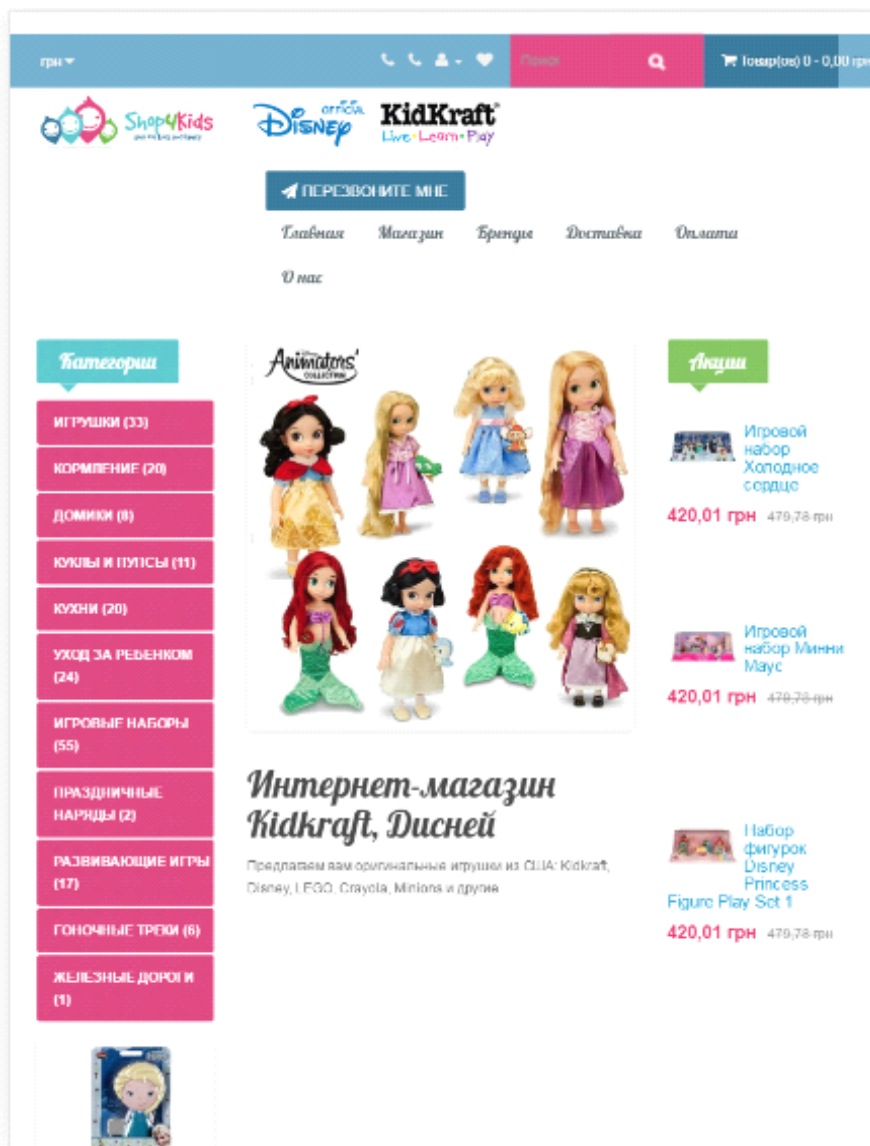 грн
Поиск
Товар(ов) 0 - 0,00 грн
Shop4Kids
official
Disney
KidKraft
Live·Learn·Play
ПЕРЕЗВОНИТЕ МНЕ
Главная Магазин Бренды Доставка Оплата
О нас
Категории
ИГРУШКИ (33)
КОРМЛЕНИЕ (20)
ДОМИКИ (8)
КУКЛЫ И ПУПСЫ (11)
КУХНИ (20)
УХОД ЗА РЕБЕНКОМ
(24)
ИГРОВЫЕ НАБОРЫ
(55)
ПРАЗДНИЧНЫЕ
НАРЯДЫ (2)
РАЗВИВАЮЩИЕ ИГРЫ
(17)
ГОНОЧНЫЕ ТРЕКИ (6)
ЖЕЛЕЗНЫЕ ДОРОГИ
(1)
Animators'
COLLECTION
Интернет-магазин
Kidkraft, Дисней
Предлагаем вам оригинальные игрушки из США: Kidkraft,
Disney, LEGO, Crayola, Minions и другие
Акции
Игровой
набор
Холодное
сердце
420,01 грн 479,78 грн
Игровой
набор Минни
Маус
420,01 грн 479,78 грн
Набор
фигурок
Disney
Princess
Figure Play Set 1
420,01 грн 479,78 грн